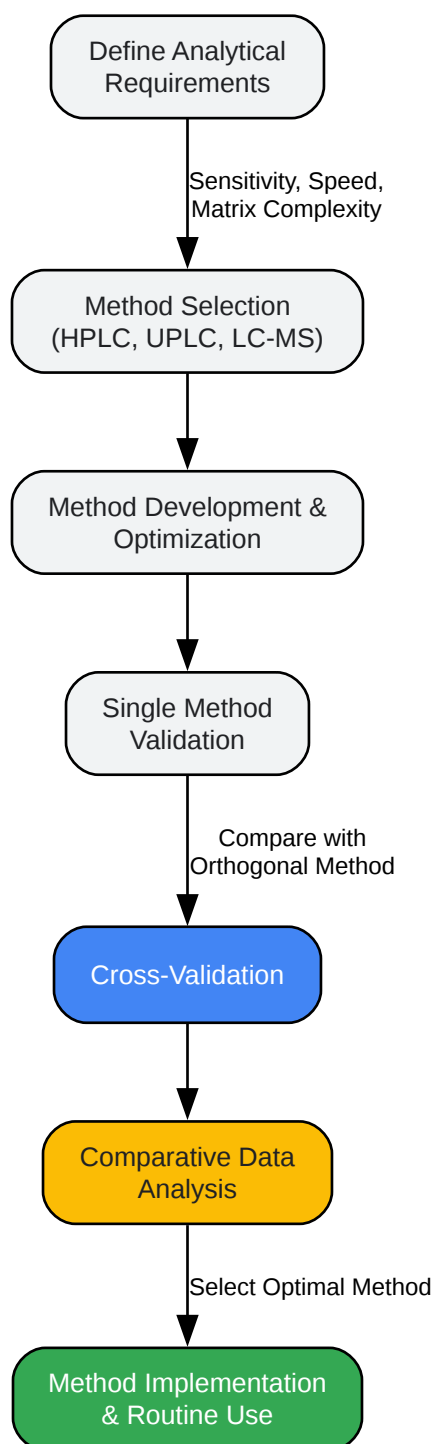 Define Analytical
Requirements
Sensitivity, Speed,
Matrix Complexity
Method Selection
(HPLC, UPLC, LC-MS)
Method Development &
Optimization
Single Method
Validation
Compare with
Orthogonal Method
Cross-Validation
Comparative Data
Analysis
Select Optimal Method
Method Implementation
& Routine Use